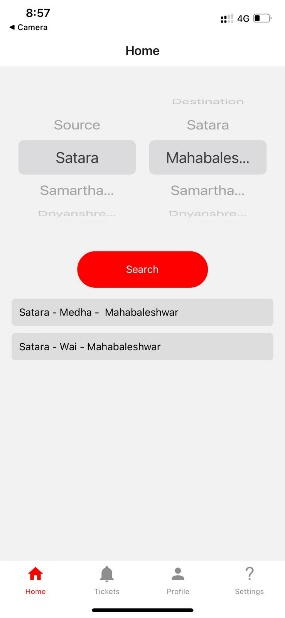 8:57
4G
Camera
Home
Destination
Source
Satara
Satara
Mahabales...
Samartha...
Samartha...
Dnyanshre...
Dnyanshre...
Search
Satara - Medha - Mahabaleshwar
Satara - Wai - Mahabaleshwar
Home
Tickets
Profile
Settings